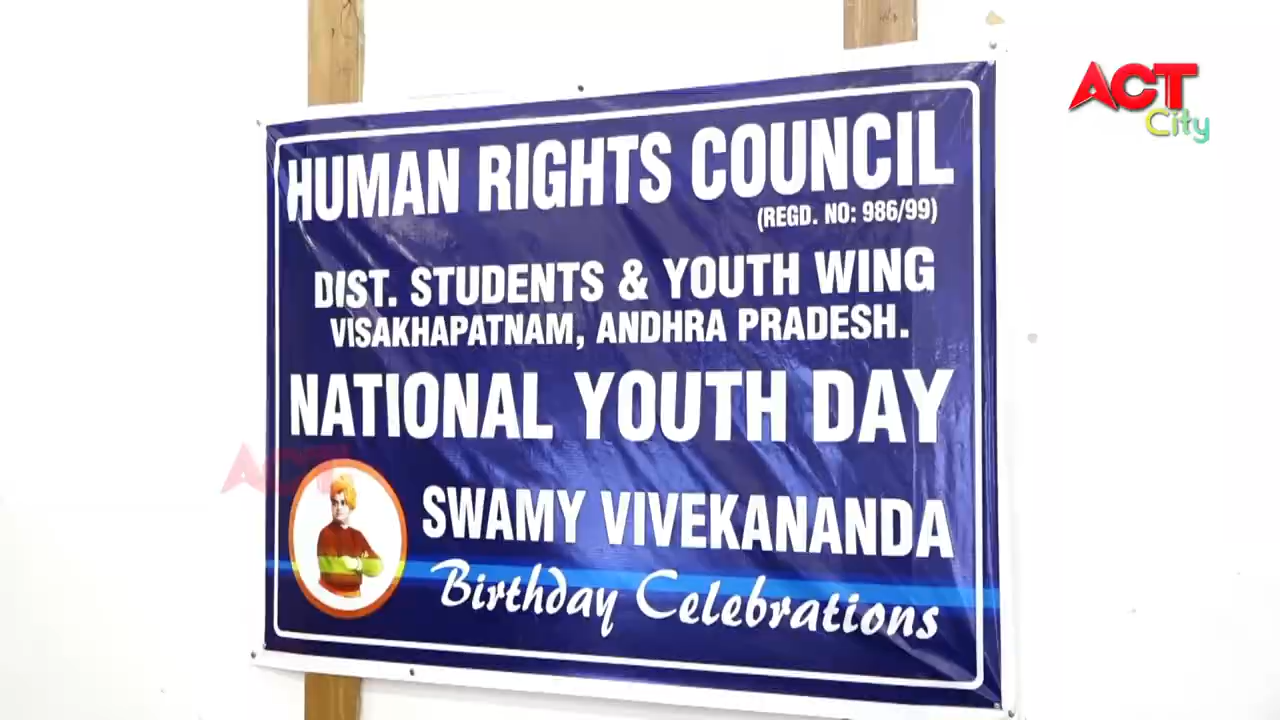 ACT
City
HUMAN RIGHTS COUNCIL
(REGD. NO: 986/99)
DIST. STUDENTS & YOUTH WING
VISAKHAPATNAM, ANDHRA PRADESH.
NATIONAL YOUTH DAY
ACT
SWAMY VIVEKANANDA
Birthday Celebrations